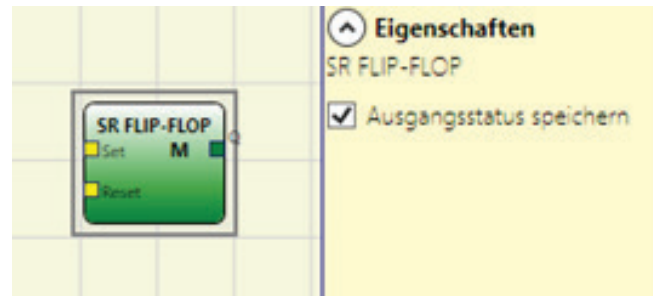 SR FLIP-FLOP
Set M Q
Reset
Eigenschaften
SR FLIP-FLOP
Ausgangsstatus speichern